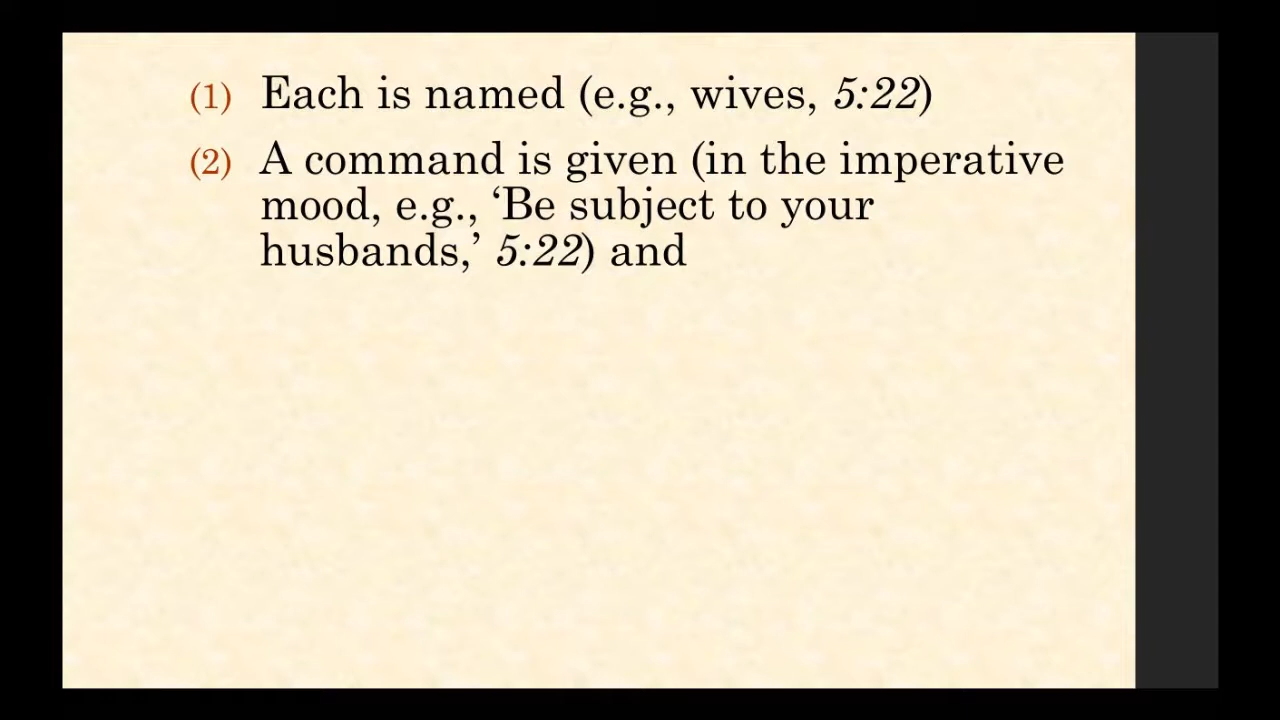 (1) Each is named (e.g., wives, 5:22)
(2) A command is given (in the imperative
mood, e.g., ‘Be subject to your
husbands,’ 5:22) and